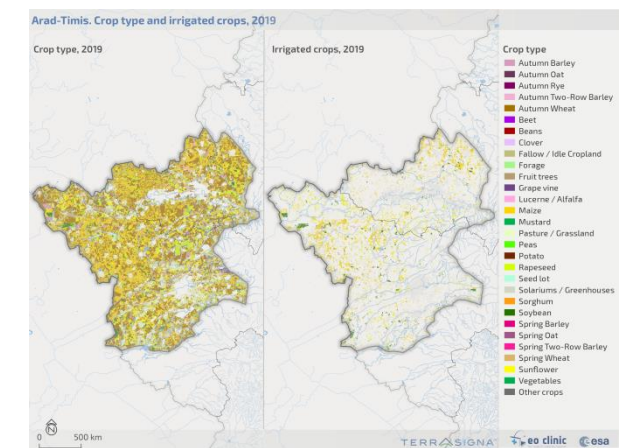 Arad-Timis. Crop type and irrigated crops, 2019
Crop type, 2019
Irrigated crops, 2019
Crop type
Autumn Barley
Autumn Oat
Autumn Rye
Autumn Two-Row Barley
Autumn Wheat
Beet
Beans
Clover
Fallow / Idle Cropland
Forage
Fruit trees
Grape vine
Lucerne / Alfalfa
Maize
Mustard
Pasture / Grassland
Peas
Potato
Rapeseed
Seed lot
Solariums / Greenhouses
Sorghum
Soybean
Spring Barley
Spring Oat
Spring Two-Row Barley
Spring Wheat
Sunflower
Vegetables
Other crops
N
0 500 km
TERRASIGNA
eo clinic
esa